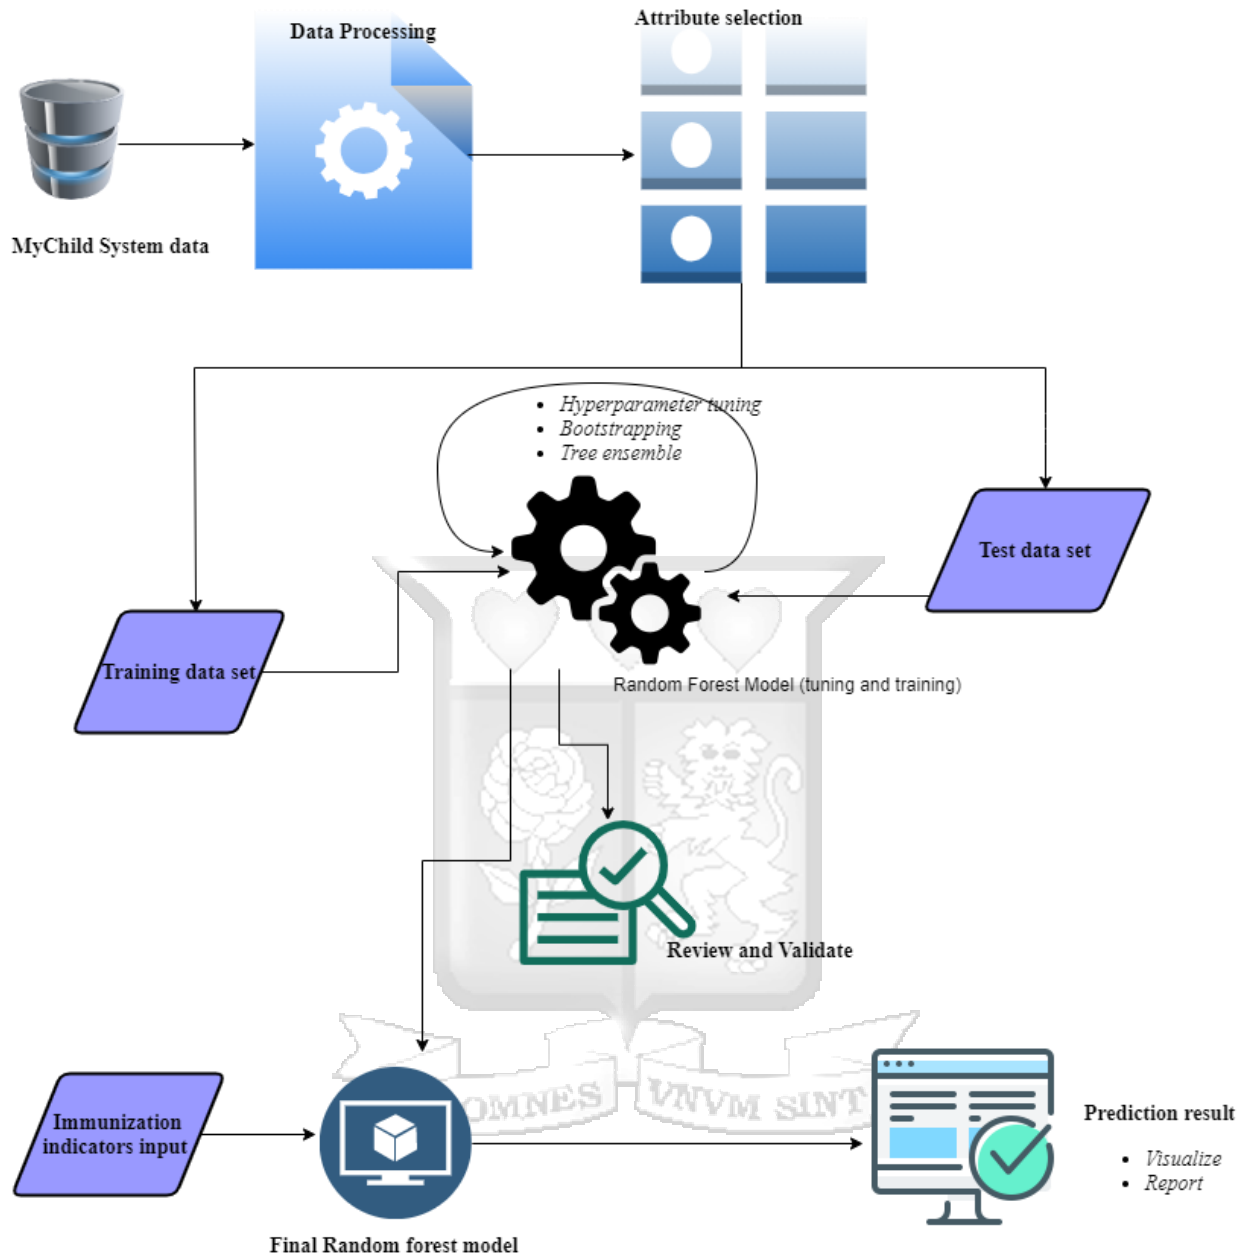 Data Processing
Attribute selection
MyChild System data
Hyperparameter tuning
Bootstrapping
Tree ensemble
Test data set
Training data set
Random Forest Model (tuning and training)
Review and Validate
OMNES VNVM SINT
Immunization
indicators input
Prediction result
Visualize
Report
Final Random forest model